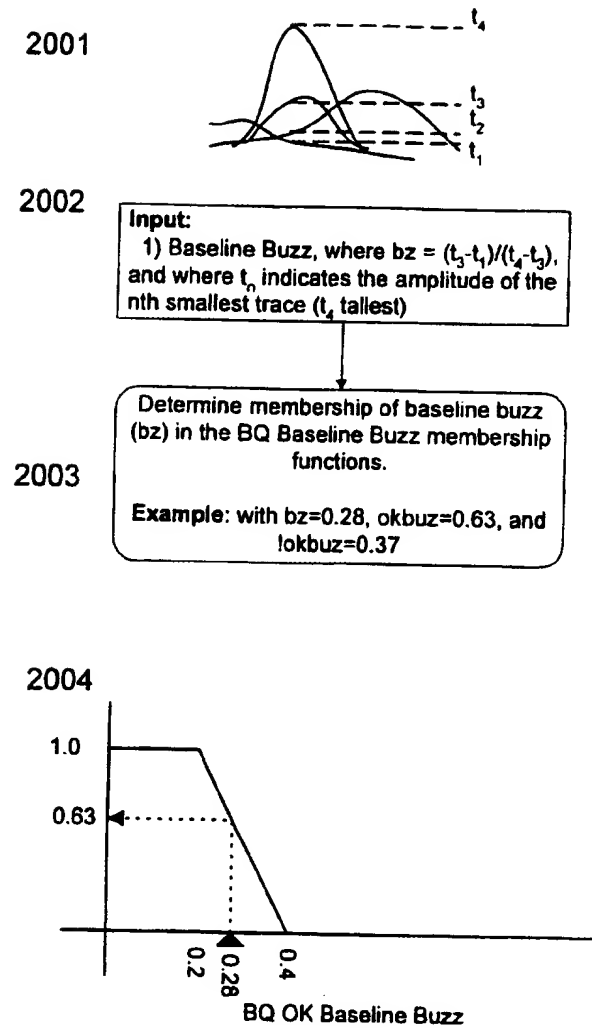 2001
t₄
t₃
t₂
t₁
2002
Input:
1) Baseline Buzz, where bz = (t₃-t₁)/(t₄-t₃),
and where tₙ indicates the amplitude of the
nth smallest trace (t₄ tallest)
2003
Determine membership of baseline buzz
(bz) in the BQ Baseline Buzz membership
functions.
Example: with bz=0.28, okbuz=0.63, and
!okbuz=0.37
2004
1.0
0.63
0.2
0.28
0.4
BQ OK Baseline Buzz